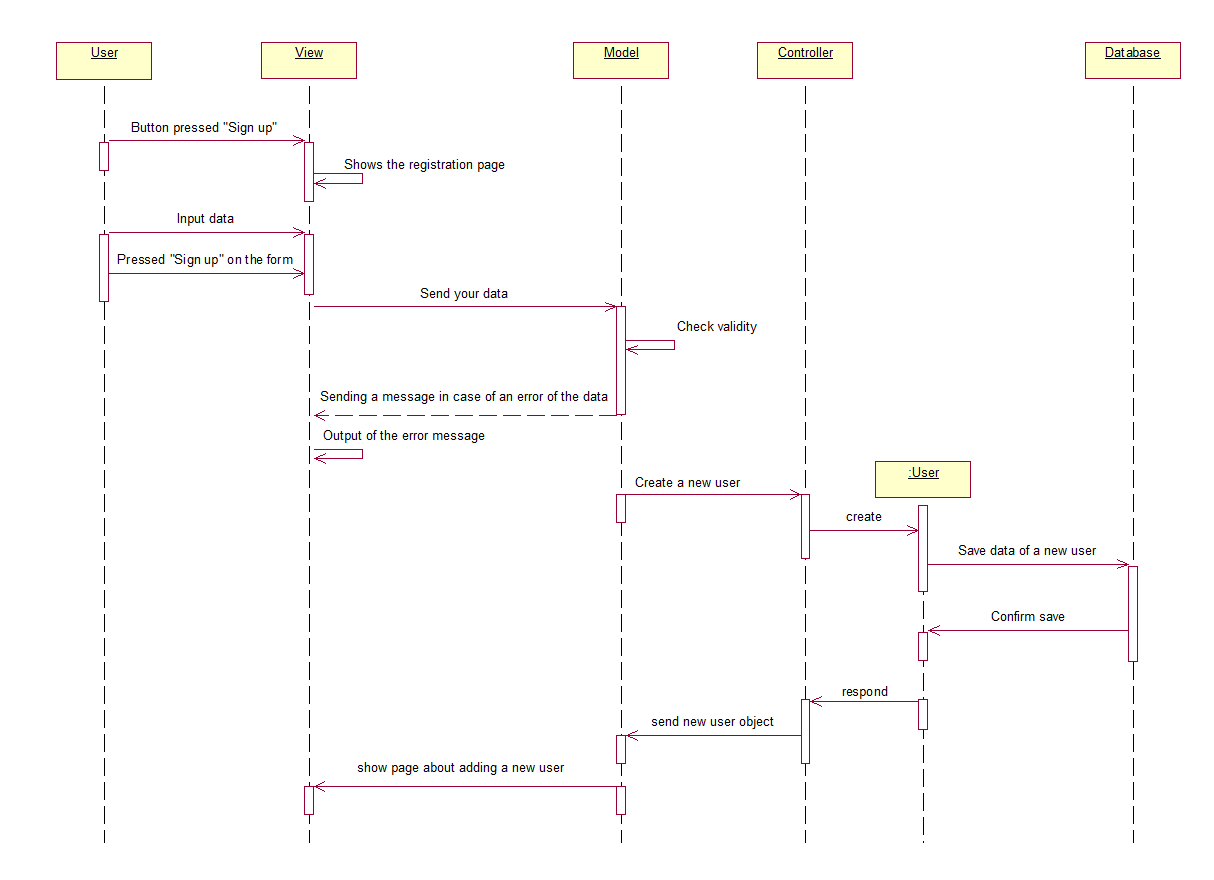 User
View
Model
Controller
Database
Button pressed "Sign up"
Shows the registration page
Input data
Pressed "Sign up" on the form
Send your data
Check validity
Sending a message in case of an error of the data
Output of the error message
:User
Create a new user
create
Save data of a new user
Confirm save
respond
send new user object
show page about adding a new user